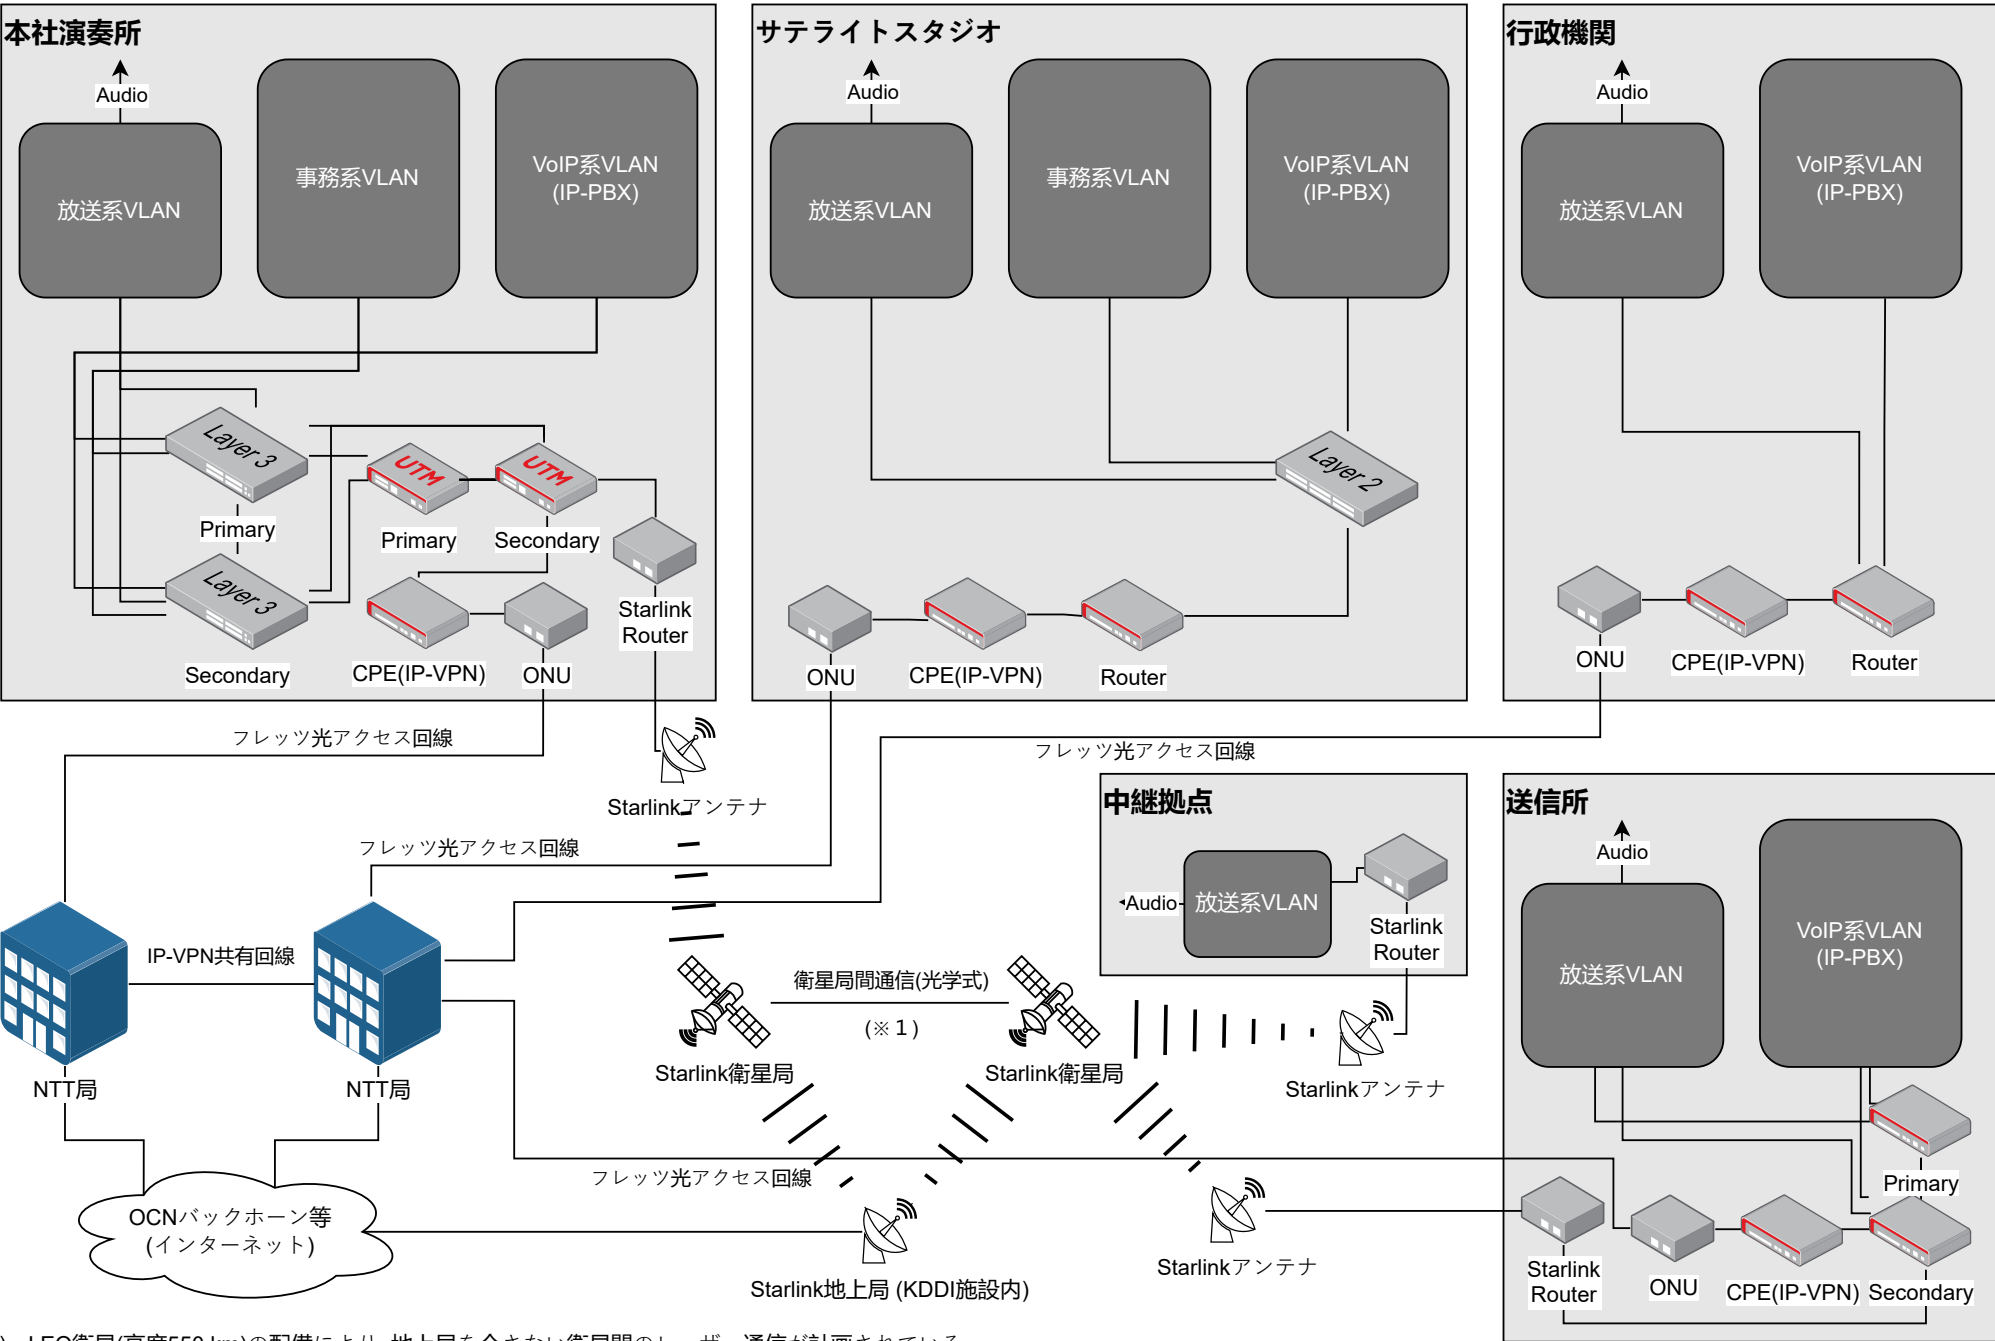 本社演奏所
Audio
放送系VLAN
事務系VLAN
VoIP系VLAN
(IP-PBX)
Layer 3
Primary
Layer 3
Secondary
UTM
Primary
UTM
Secondary
CPE(IP-VPN)
ONU
Starlink
Router
サテライトスタジオ
Audio
放送系VLAN
事務系VLAN
VoIP系VLAN
(IP-PBX)
Layer 2
ONU
CPE(IP-VPN)
Router
行政機関
Audio
放送系VLAN
VoIP系VLAN
(IP-PBX)
ONU
CPE(IP-VPN)
Router
フレッツ光アクセス回線
フレッツ光アクセス回線
Starlinkアンテナ
フレッツ光アクセス回線
中継拠点
Audio
放送系VLAN
Starlink
Router
送信所
Audio
放送系VLAN
VoIP系VLAN
(IP-PBX)
Primary
Starlink
Router
ONU
CPE(IP-VPN)
Secondary
IP-VPN共有回線
NTT局
NTT局
衛星局間通信(光学式)
(※1)
Starlink衛星局
Starlink衛星局
Starlinkアンテナ
フレッツ光アクセス回線
OCNバックホーン等
(インターネット)
Starlink地上局 (KDDI施設内)
Starlinkアンテナ